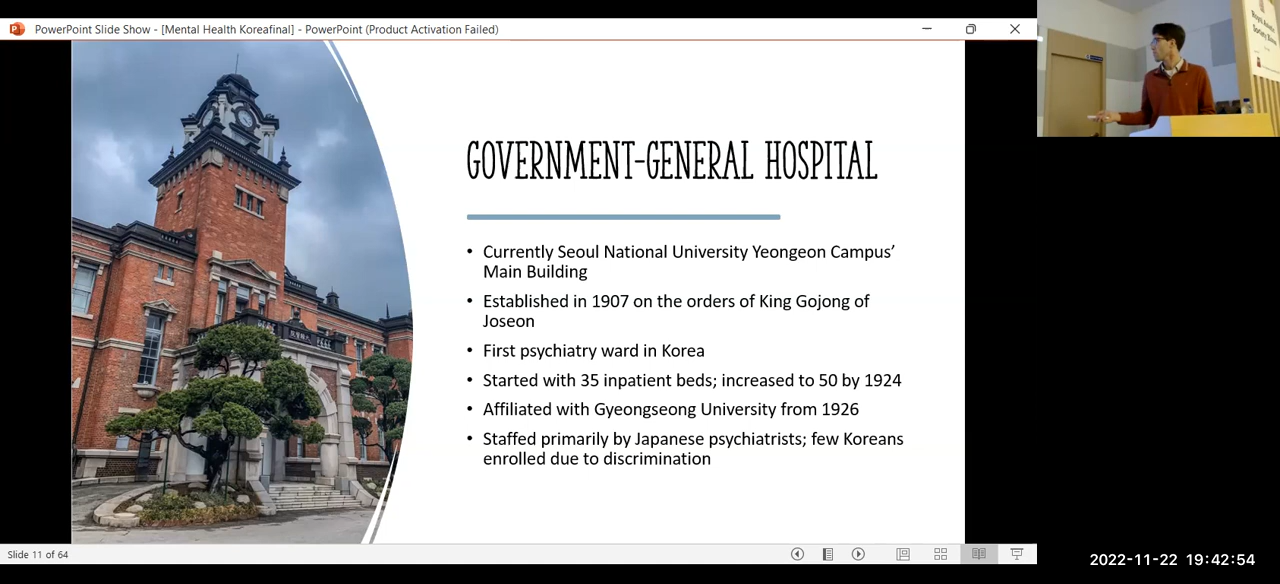 PowerPoint Slide Show - [Mental Health Koreafinal] - PowerPoint (Product Activation Failed)
GOVERNMENT-GENERAL HOSPITAL
• Currently Seoul National University Yeongeon Campus’
Main Building
• Established in 1907 on the orders of King Gojong of
Joseon
• First psychiatry ward in Korea
• Started with 35 inpatient beds; increased to 50 by 1924
• Affiliated with Gyeongseong University from 1926
• Staffed primarily by Japanese psychiatrists; few Koreans
enrolled due to discrimination
Slide 11 of 64
2022-11-22 19:42:54